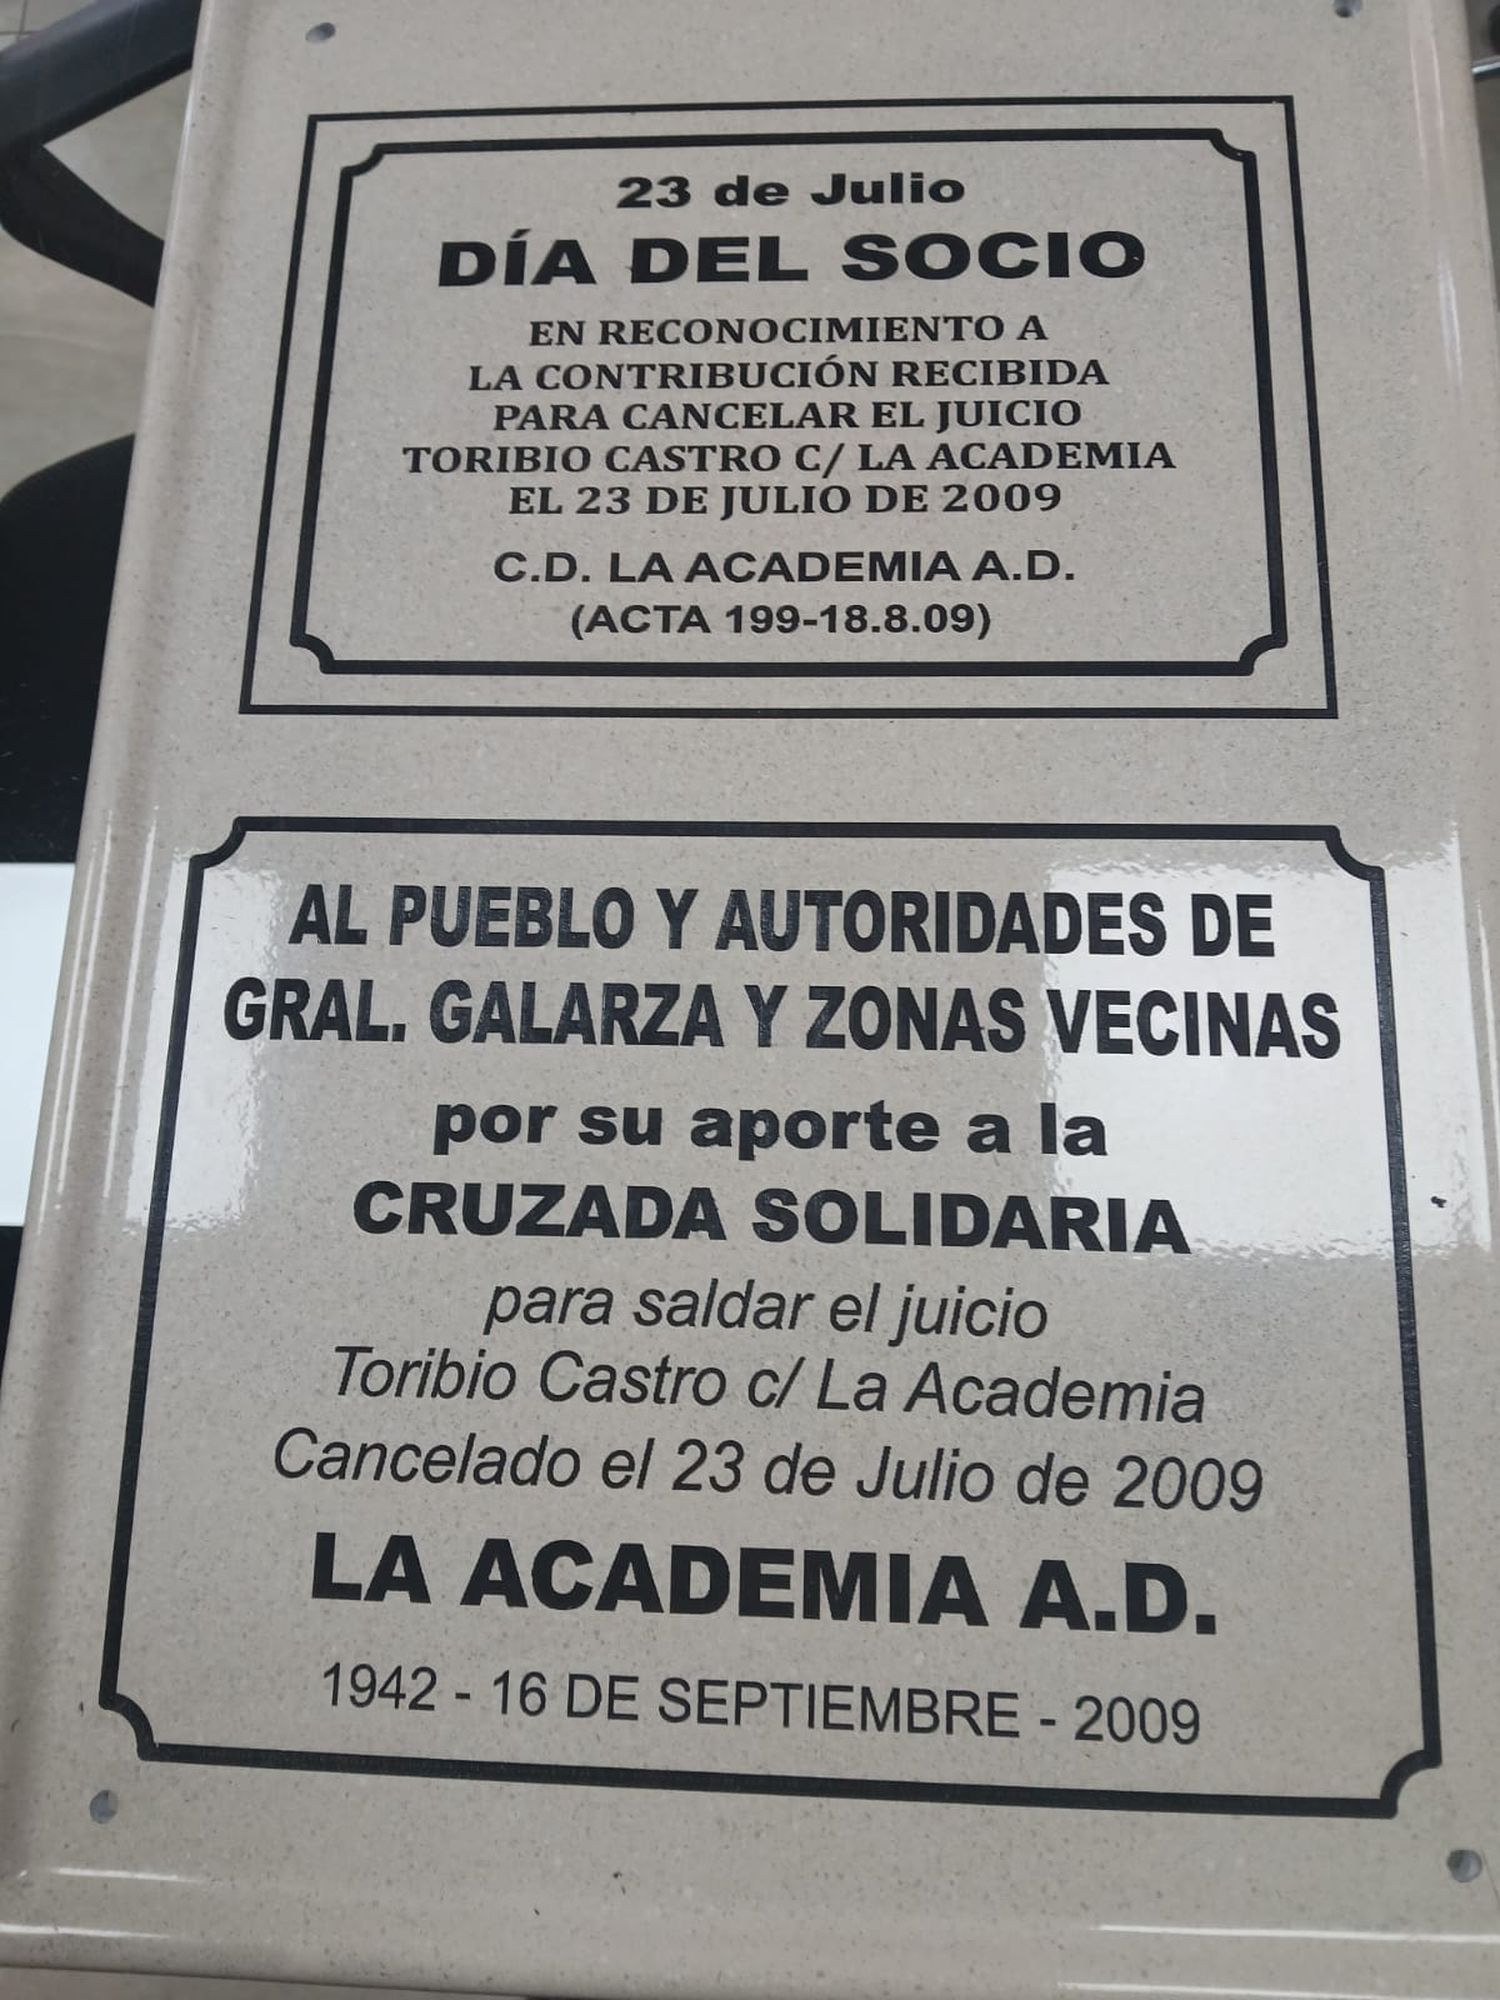 23 de Julio
DÍA DEL SOCIO
EN RECONOCIMIENTO A
LA CONTRIBUCIÓN RECIBIDA
PARA CANCELAR EL JUICIO
TORIBIO CASTRO C/ LA ACADEMIA
EL 23 DE JULIO DE 2009
C.D. LA ACADEMIA A.D.
(ACTA 199-18.8.09)
AL PUEBLO Y AUTORIDADES DE
GRAL. GALARZA Y ZONAS VECINAS
por su aporte a la
CRUZADA SOLIDARIA
para saldar el juicio
Toribio Castro c/ La Academia
Cancelado el 23 de Julio de 2009
LA ACADEMIA A.D.
1942 - 16 DE SEPTIEMBRE - 2009